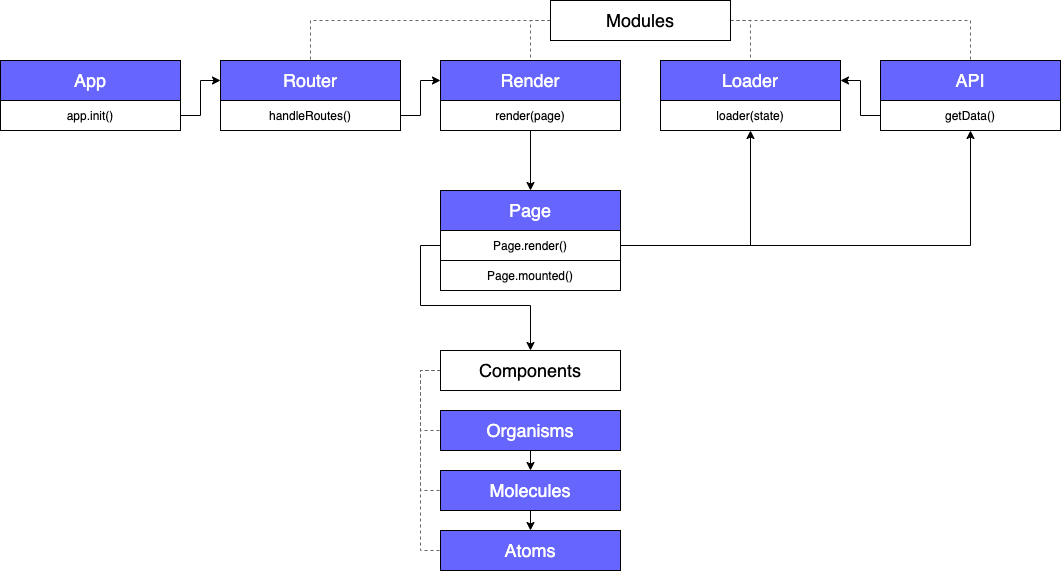 Modules
App
Router
Render
Loader
API
app.init()
handleRoutes()
render(page)
loader(state)
getData()
Page
Page.render()
Page.mounted()
Components
Organisms
Molecules
Atoms